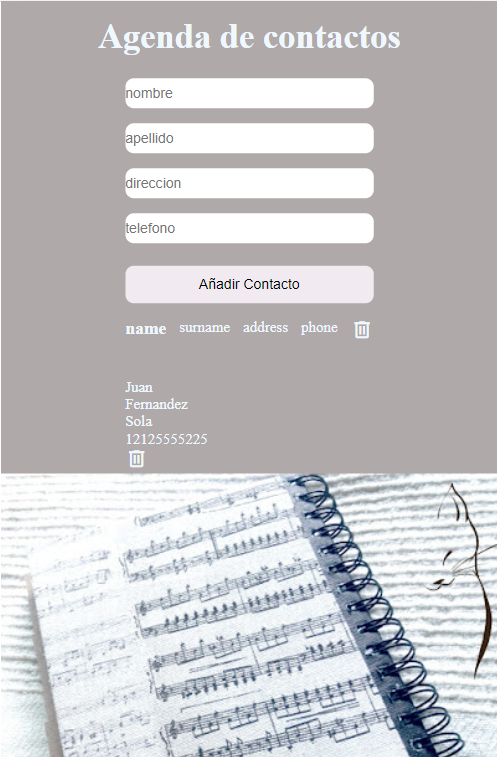 Agenda de contactos
nombre
apellido
direccion
telefono
Añadir Contacto
name surname address phone
Juan
Fernandez
Sola
12125555225